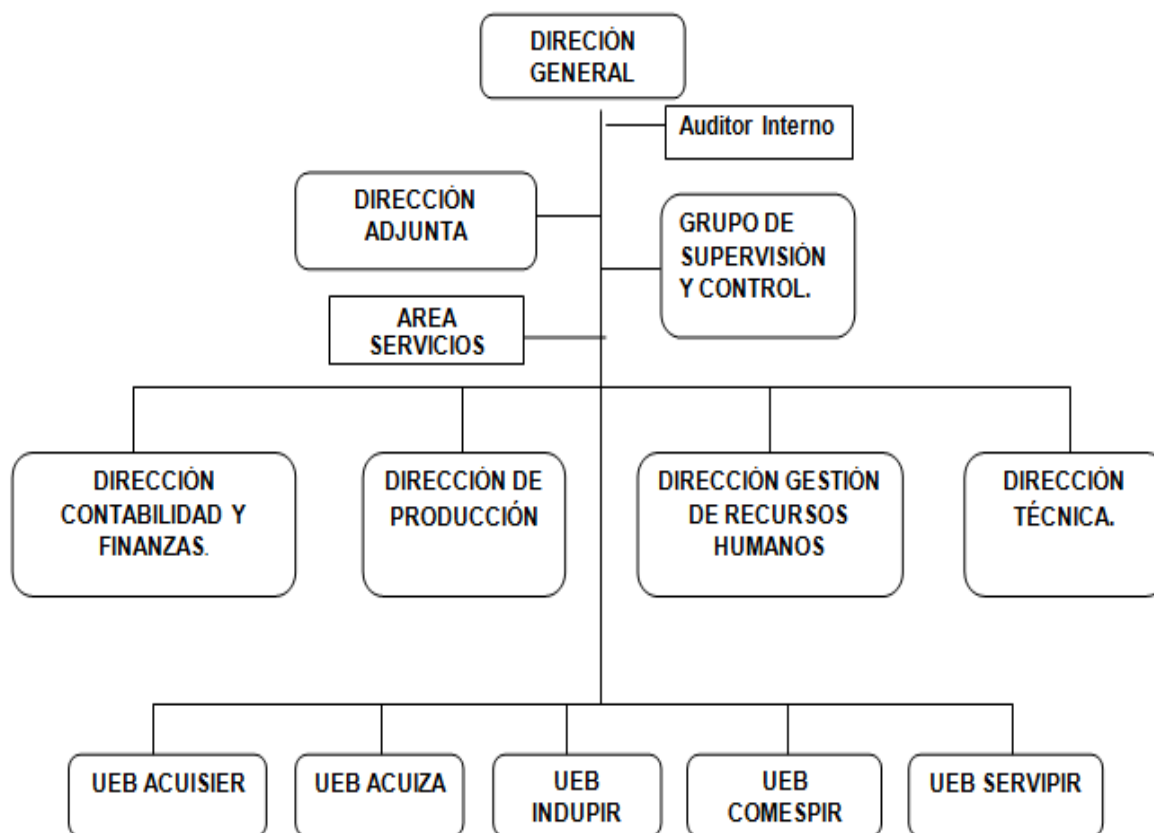 DIRECIÓN
GENERAL
Auditor Interno
DIRECCIÓN
ADJUNTA
GRUPO DE
SUPERVISIÓN
Y CONTROL.
AREA
SERVICIOS
DIRECCIÓN
CONTABILIDAD Y
FINANZAS.
DIRECCIÓN DE
PRODUCCIÓN
DIRECCIÓN GESTIÓN
DE RECURSOS
HUMANOS
DIRECCIÓN
TÉCNICA.
UEB ACUISIER
UEB ACUIZA
UEB
INDUPIR
UEB
COMESPIR
UEB SERVIPIR